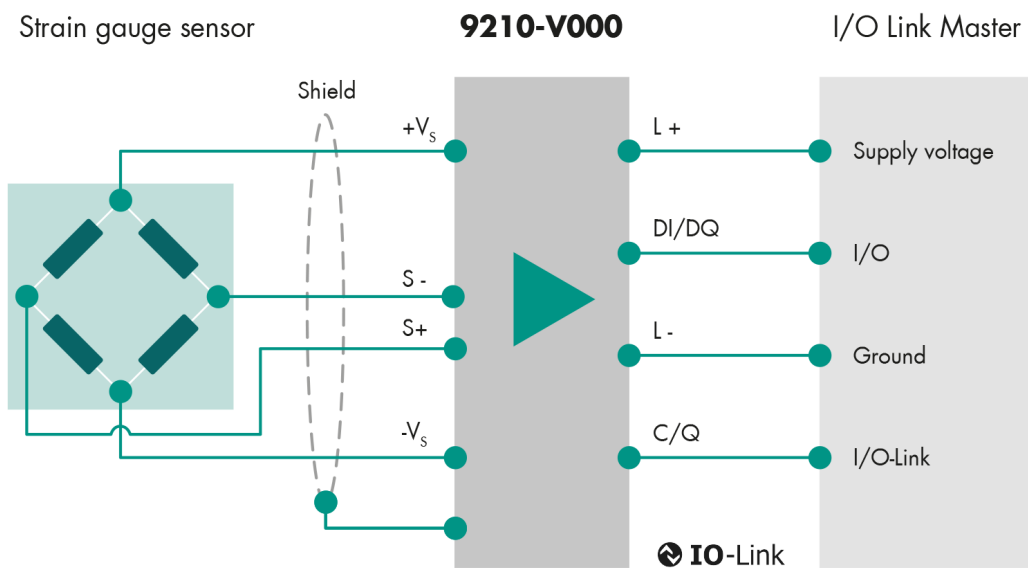 Strain gauge sensor
9210-V000
I/O Link Master
Shield
+Vs
L +
Supply voltage
DI/DQ
I/O
S -
S+
L -
Ground
-Vs
C/Q
I/O-Link
IO-Link